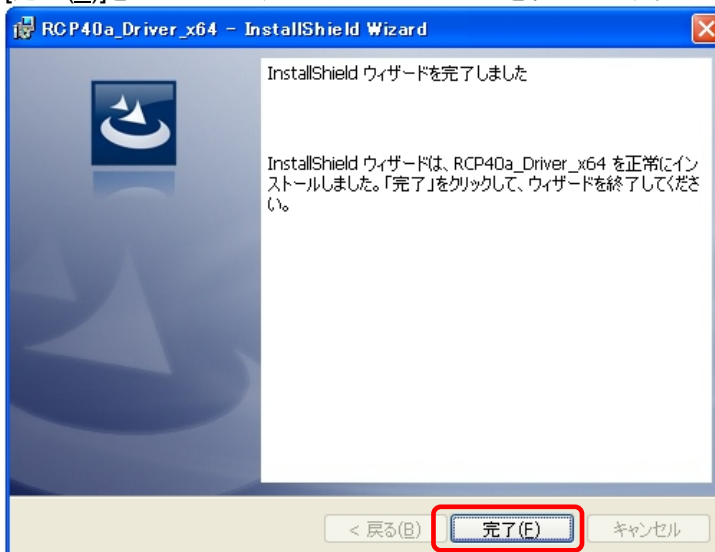 RCP40a_Driver_x64 - InstallShield Wizard
InstallShield ウィザードを完了しました
InstallShield ウィザードは、RCP40a_Driver_x64 を正常にイン
ストールしました。「完了」をクリックして、ウィザードを終了してくださ
い。
< 戻る(B)
完了(F)
キャンセル